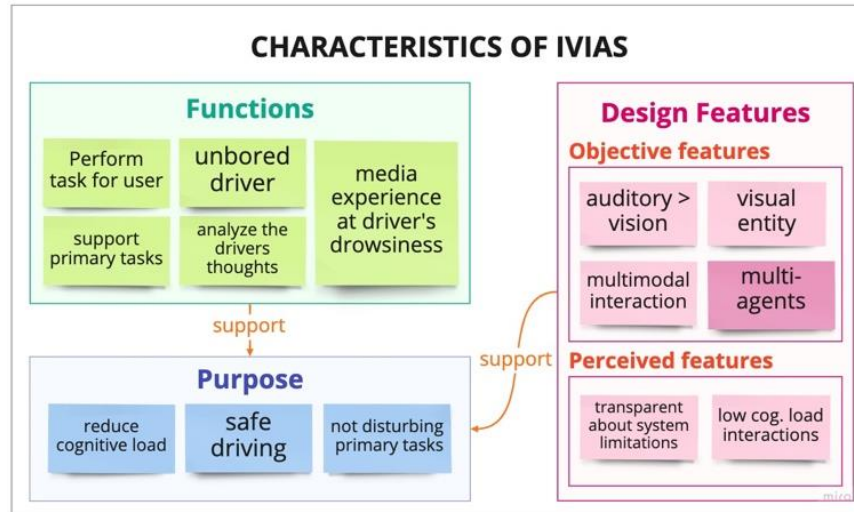 CHARACTERISTICS OF IVIAS
Functions
Perform
task for user
unbored
driver
media
experience
at driver's
drowsiness
support
primary tasks
analyze the
drivers
thoughts
support
Purpose
reduce
cognitive load
safe
driving
not disturbing
primary tasks
support
Design Features
Objective features
auditory >
vision
visual
entity
multimodal
interaction
multi-
agents
Perceived features
transparent
about system
limitations
low cog. load
interactions
miro